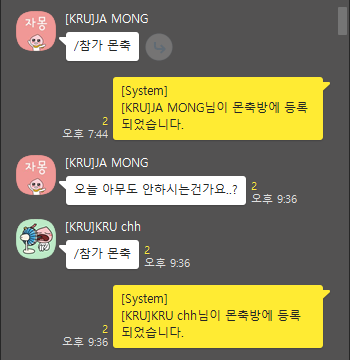 [KRU]JA MONG
자몽
/참가 몬축
[System]
[KRU]JA MONG님이 몬축방에 등록
되었습니다.
2
오후 7:44
[KRU]JA MONG
자몽
오늘 아무도 안하시는건가요..?
2
오후 9:36
[KRU]KRU chh
/참가 몬축
2
오후 9:36
[System]
[KRU]KRU chh님이 몬축방에 등록
되었습니다.
2
오후 9:36